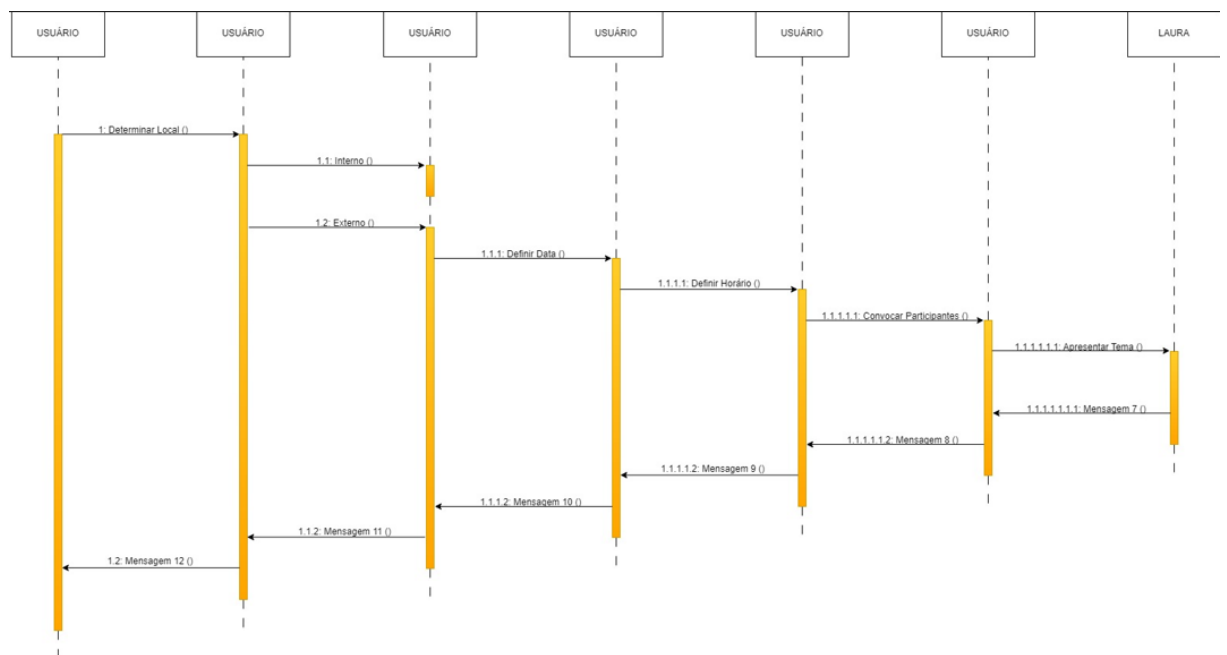 USUÁRIO
USUÁRIO
USUÁRIO
USUÁRIO
USUÁRIO
USUÁRIO
LAURA
1: Determinar Local ()
1.1: Interno ()
1.2: Externo ()
1.1.1: Definir Data ()
1.1.1.1: Definir Horário ()
1.1.1.1.1: Convocar Participantes ()
1.1.1.1.1.1: Apresentar Tema ()
1.1.1.1.1.1.1: Mensagem 7 ()
1.1.1.1.1.2: Mensagem 8 ()
1.1.1.1.2: Mensagem 9 ()
1.1.1.2: Mensagem 10 ()
1.1.2: Mensagem 11 ()
1.2: Mensagem 12 ()